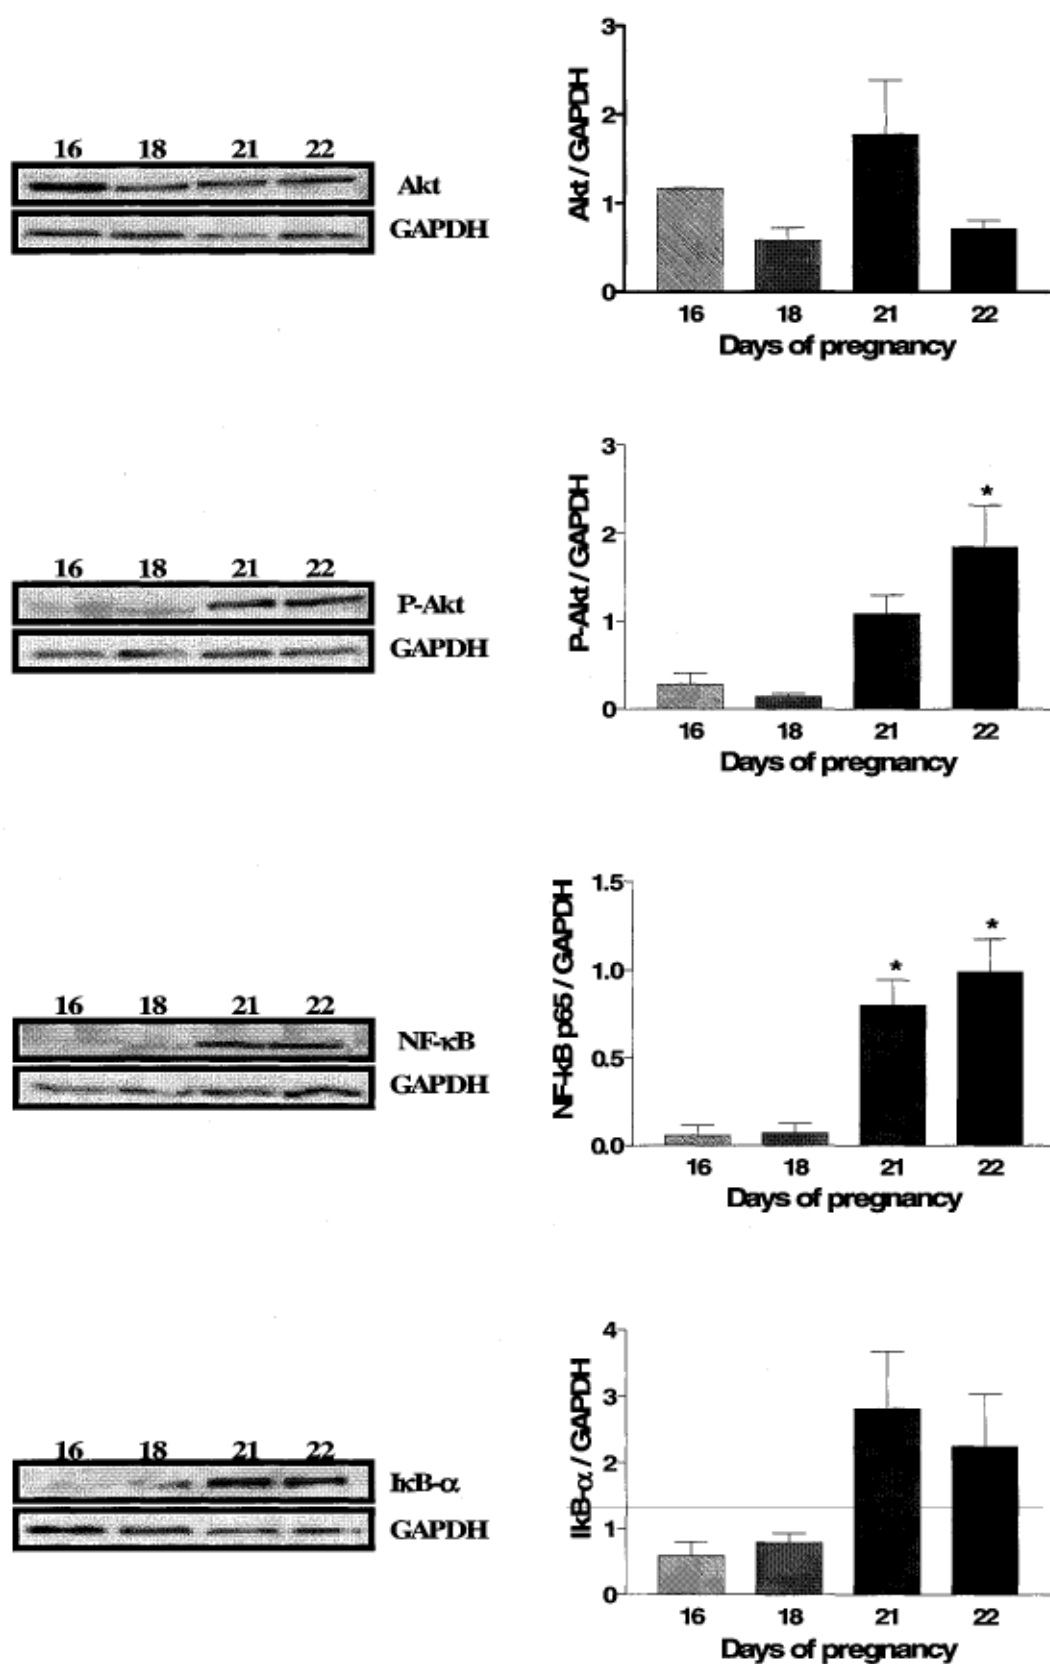 3
2
1
0
Akt / GAPDH
16 18 21 22
Days of pregnancy
16 18 21 22
Akt
GAPDH
3
2
1
0
P-Akt / GAPDH
*
16 18 21 22
Days of pregnancy
16 18 21 22
P-Akt
GAPDH
1.5
1.0
0.5
0.0
NF-kB p65 / GAPDH
* *
16 18 21 22
Days of pregnancy
16 18 21 22
NF-κB
GAPDH
4
3
2
1
0
IkB-α / GAPDH
16 18 21 22
Days of pregnancy
16 18 21 22
IκB-α
GAPDH